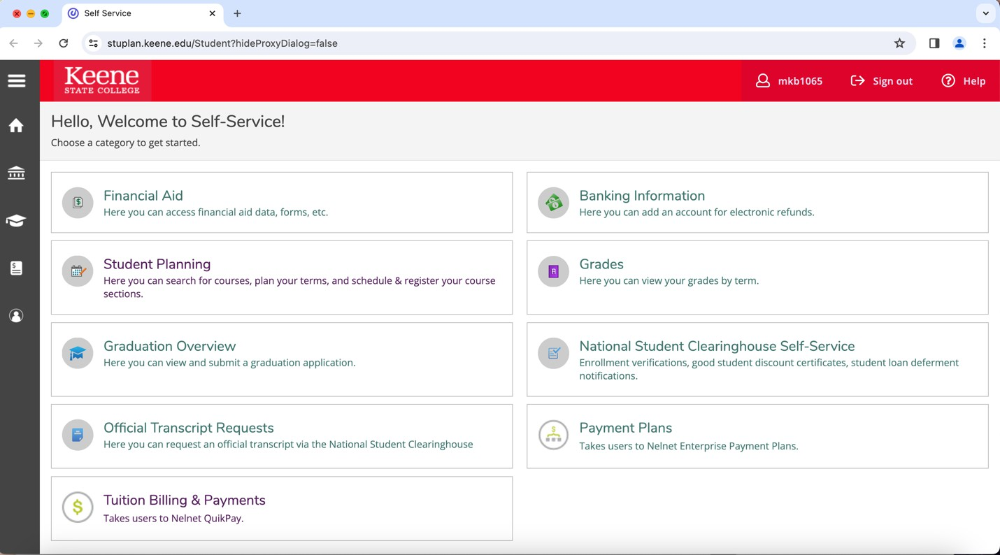 Self Service
stuplan.keene.edu/Student?hideProxyDialog=false
Keene
STATE COLLEGE
mkb1065
Sign out
Help
Hello, Welcome to Self-Service!
Choose a category to get started.
Financial Aid
Here you can access financial aid data, forms, etc.
Banking Information
Here you can add an account for electronic refunds.
Student Planning
Here you can search for courses, plan your terms, and schedule & register your course
sections.
Grades
Here you can view your grades by term.
Graduation Overview
Here you can view and submit a graduation application.
National Student Clearinghouse Self-Service
Enrollment verifications, good student discount certificates, student loan deferment
notifications.
Official Transcript Requests
Here you can request an official transcript via the National Student Clearinghouse
Payment Plans
Takes users to Nelnet Enterprise Payment Plans.
Tuition Billing & Payments
Takes users to Nelnet QuikPay.